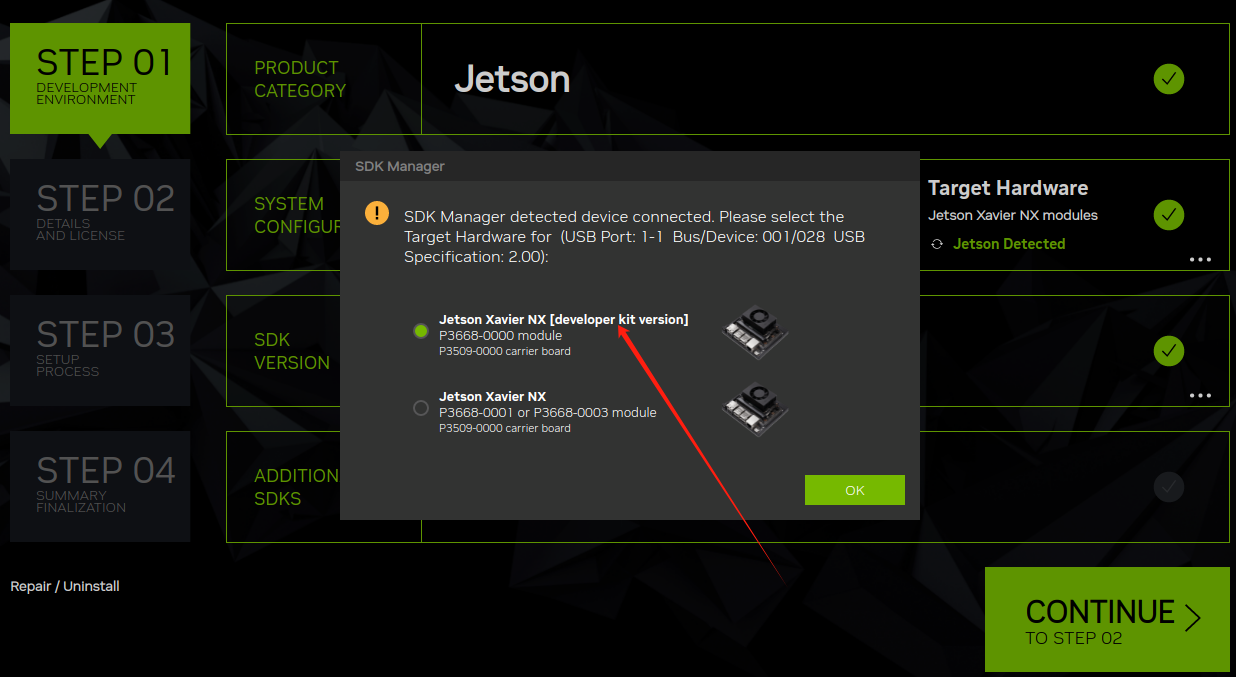 STEP 01
DEVELOPMENT
ENVIRONMENT
PRODUCT
CATEGORY
Jetson
STEP 02
DETAILS
AND LICENSE
SYSTEM
CONFIGUR
Target Hardware
Jetson Xavier NX modules
Jetson Detected
SDK Manager
SDK Manager detected device connected. Please select the
Target Hardware for (USB Port: 1-1 Bus/Device: 001/028 USB
Specification: 2.00):
Jetson Xavier NX [developer kit version]
P3668-0000 module
P3509-0000 carrier board
Jetson Xavier NX
P3668-0001 or P3668-0003 module
P3509-0000 carrier board
OK
STEP 03
SETUP
PROCESS
SDK
VERSION
STEP 04
SUMMARY
FINALIZATION
ADDITION
SDKS
Repair / Uninstall
CONTINUE
TO STEP 02